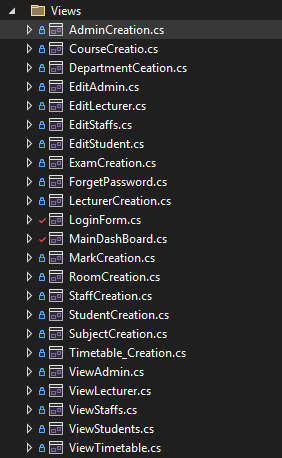 Views
AdminCreation.cs
CourseCreatio.cs
DepartmentCeation.cs
EditAdmin.cs
EditLecturer.cs
EditStaffs.cs
EditStudent.cs
ExamCreation.cs
ForgetPassword.cs
LecturerCreation.cs
LoginForm.cs
MainDashBoard.cs
MarkCreation.cs
RoomCreation.cs
StaffCreation.cs
StudentCreation.cs
SubjectCreation.cs
Timetable_Creation.cs
ViewAdmin.cs
ViewLecturer.cs
ViewStaffs.cs
ViewStudents.cs
ViewTimetable.cs